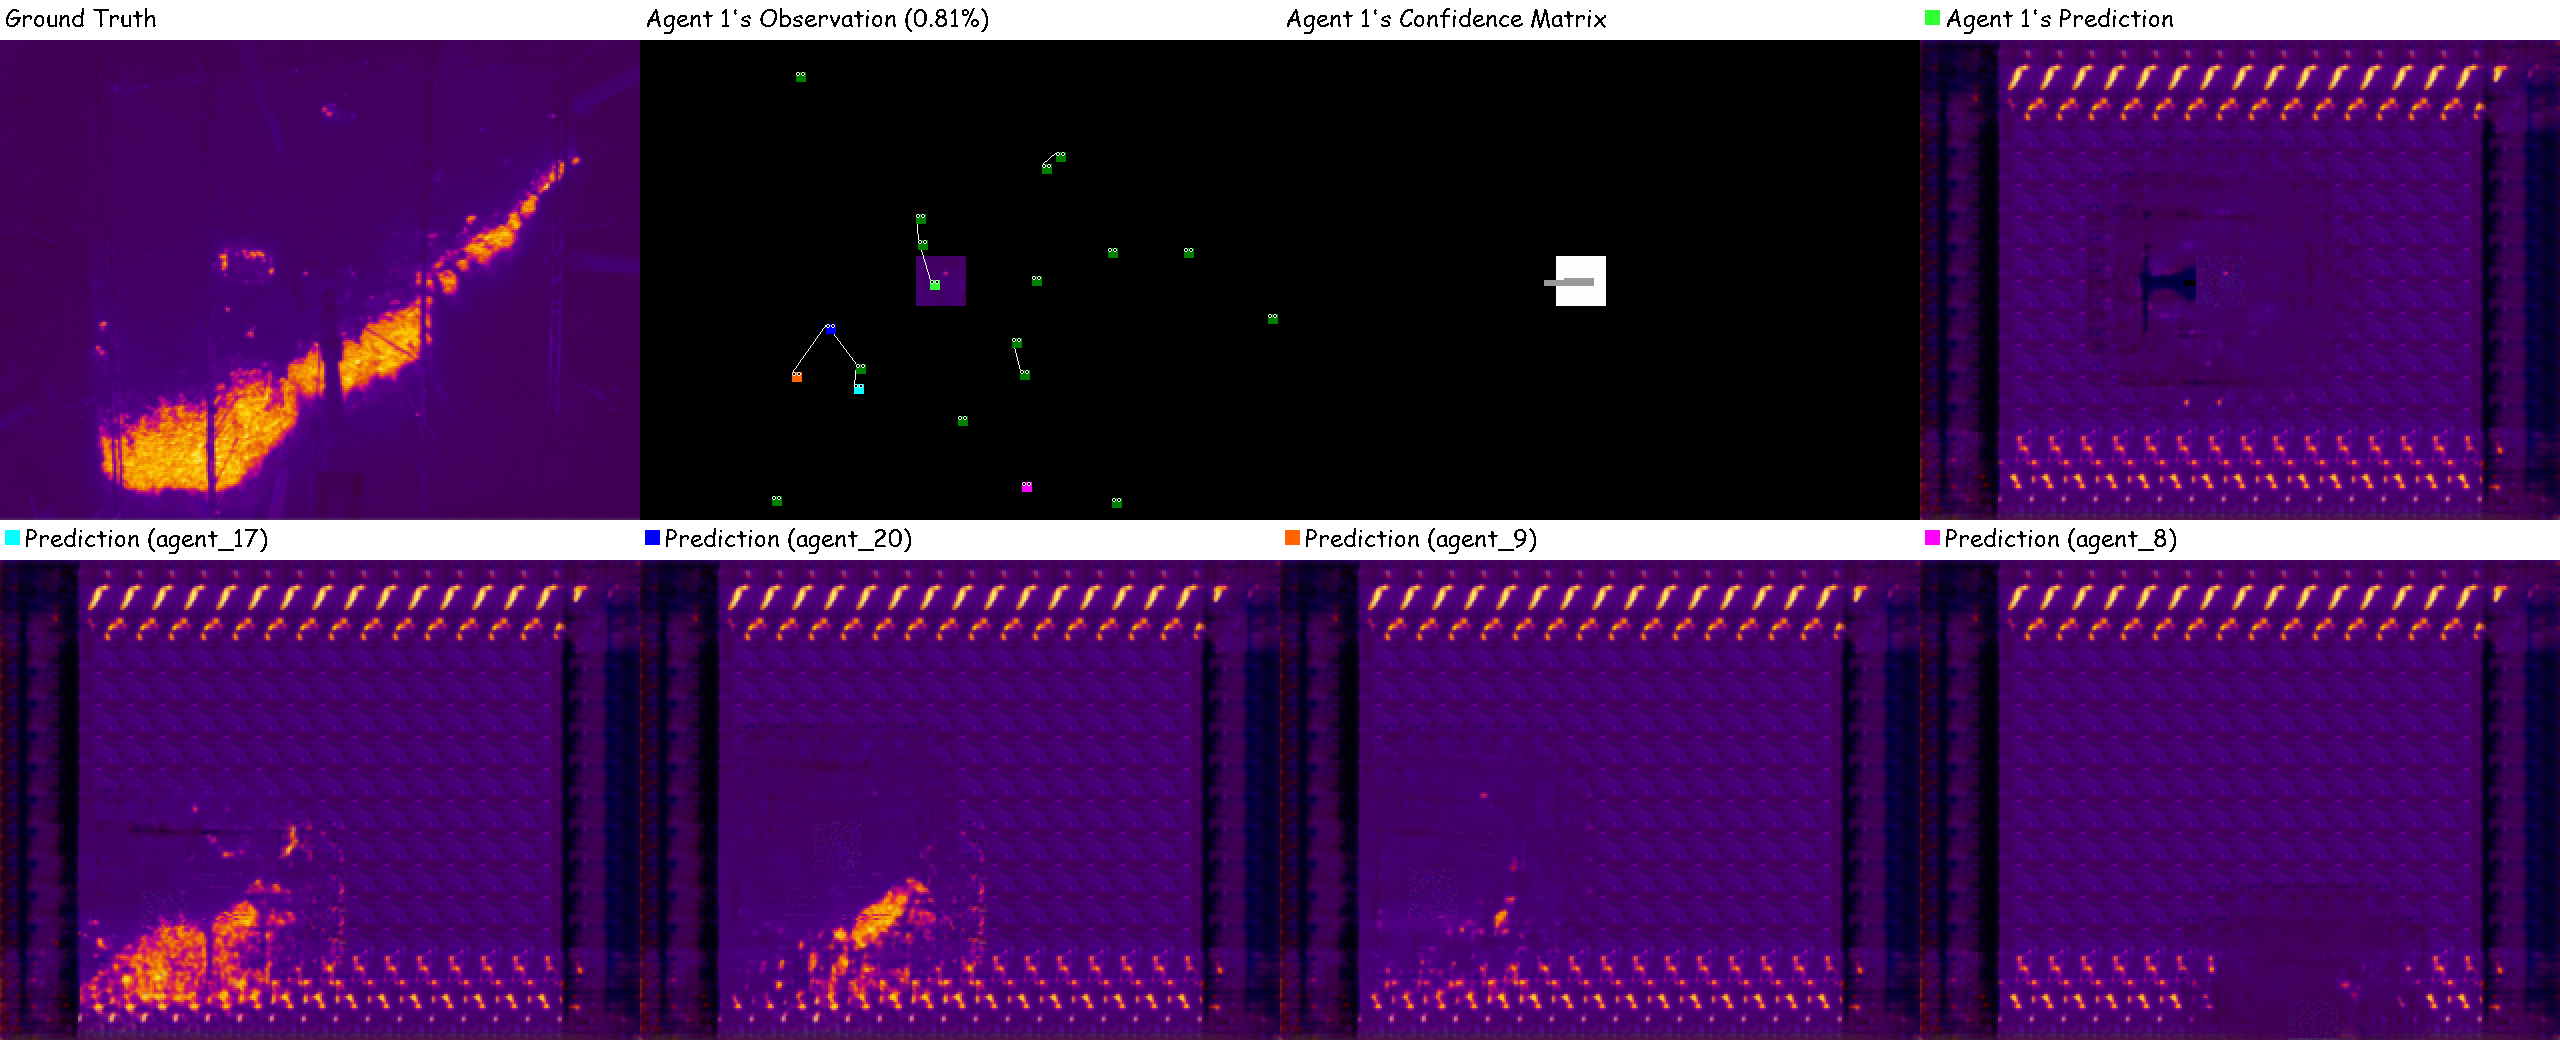 Ground Truth
Agent 1's Observation (0.81%)
Agent 1's Confidence Matrix
Agent 1's Prediction
Prediction (agent_17)
Prediction (agent_20)
Prediction (agent_9)
Prediction (agent_8)